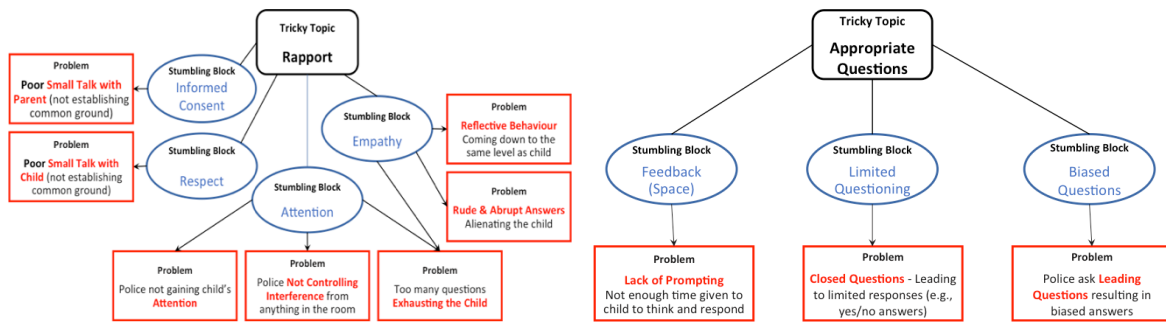 Tricky Topic
Rapport
Problem
Poor Small Talk with
Parent (not establishing
common ground)
Stumbling Block
Informed
Consent
Problem
Poor Small Talk with
Child (not establishing
common ground)
Stumbling Block
Respect
Stumbling Block
Attention
Stumbling Block
Empathy
Problem
Reflective Behaviour
Coming down to the
same level as child
Problem
Rude & Abrupt Answers
Alienating the child
Problem
Police not gaining child's
Attention
Problem
Police Not Controlling
Interference from
anything in the room
Problem
Too many questions
Exhausting the Child
Tricky Topic
Appropriate
Questions
Stumbling Block
Feedback
(Space)
Stumbling Block
Limited
Questioning
Stumbling Block
Biased
Questions
Problem
Lack of Prompting
Not enough time given to
child to think and respond
Problem
Closed Questions - Leading
to limited responses (e.g.,
yes/no answers)
Problem
Police ask Leading
Questions resulting in
biased answers